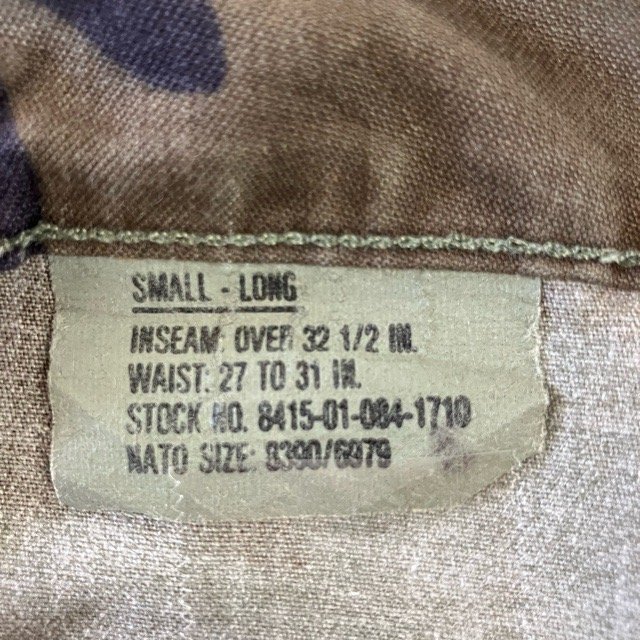 SMALL - LONG
INSEAM: OVER 32 1/2 IN.
WAIST: 27 TO 31 IN.
STOCK NO. 8415-01-084-1710
NATO SIZE: 8390/6979